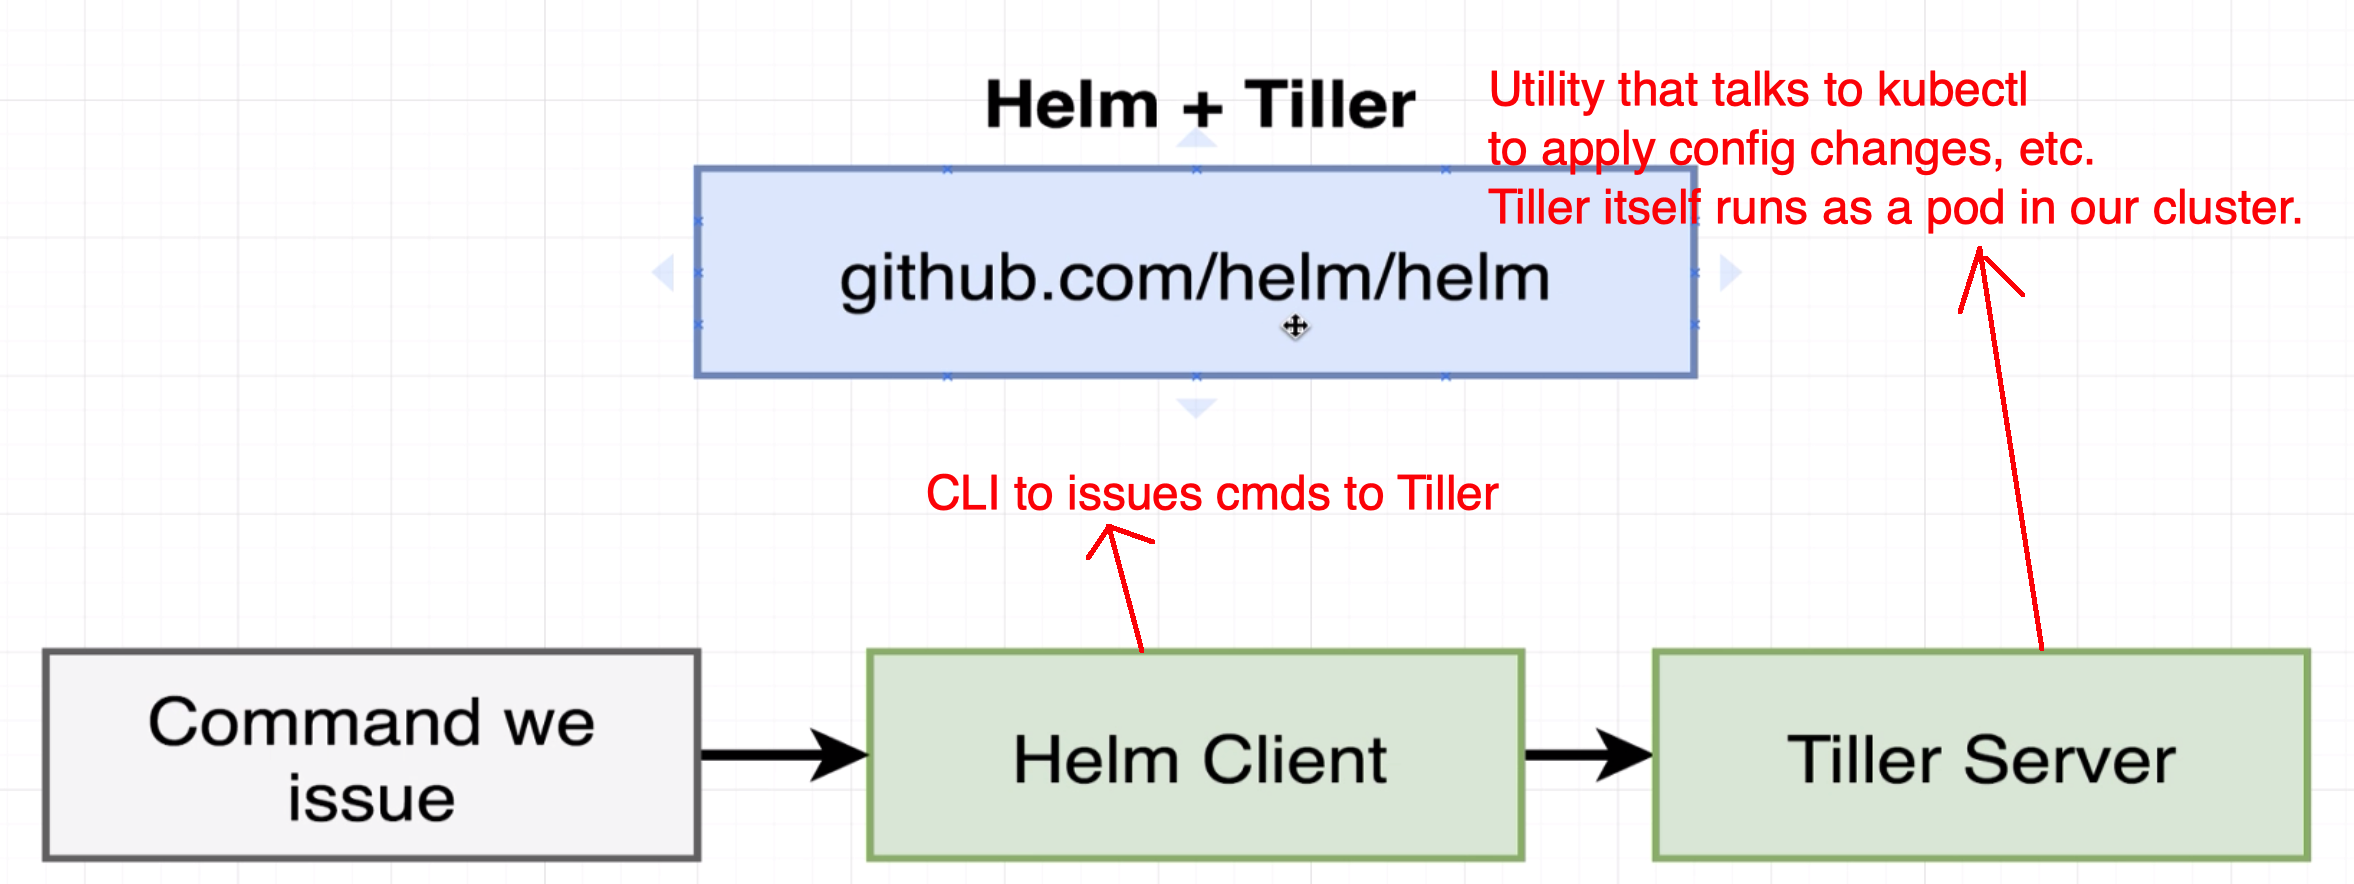 Helm + Tiller
Utility that talks to kubectl
to apply config changes, etc.
Tiller itself runs as a pod in our cluster.
github.com/helm/helm
CLI to issues cmds to Tiller
Command we
issue
Helm Client
Tiller Server